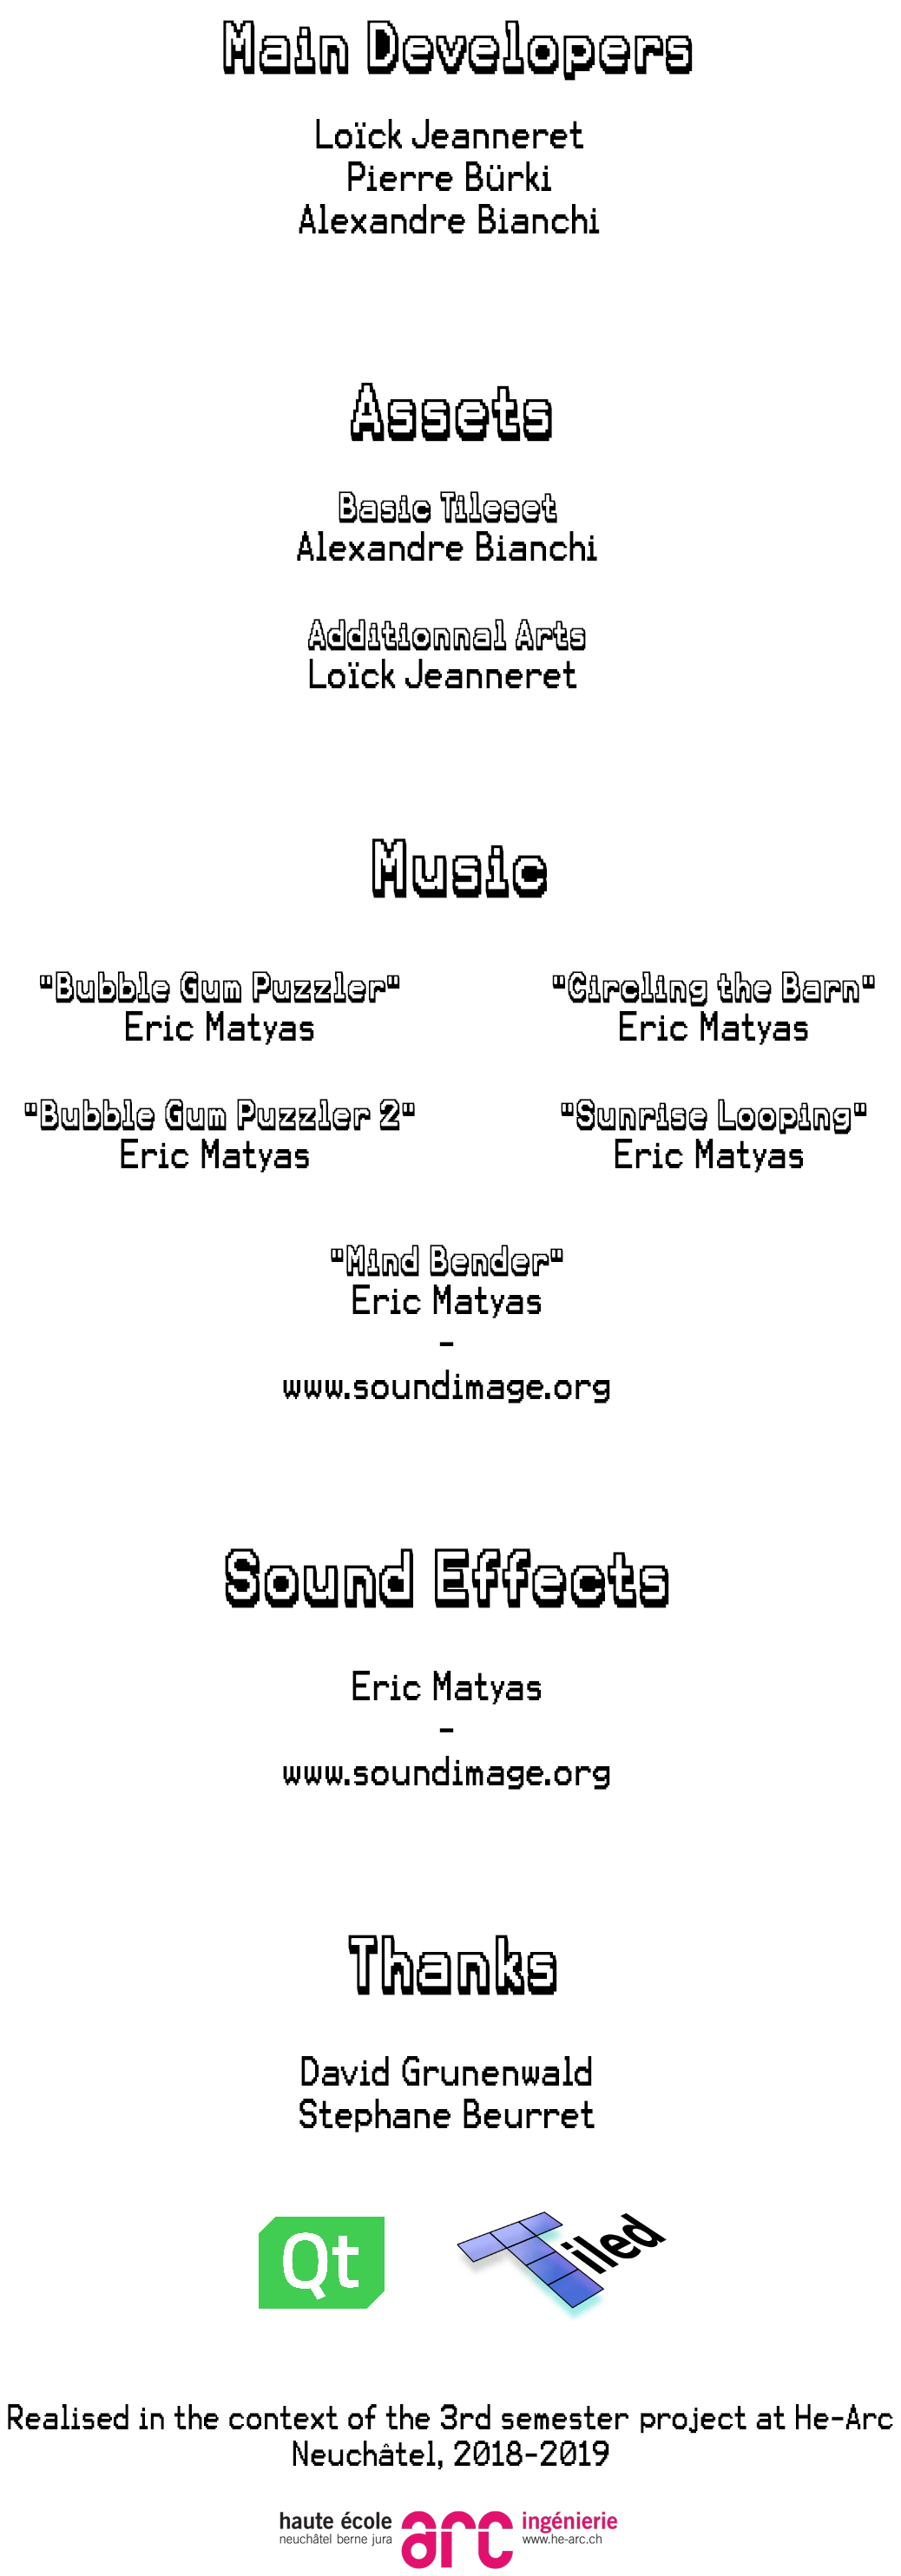 Main Developers
Loïck Jeanneret
Pierre Bürki
Alexandre Bianchi
Assets
Basic Tileset
Alexandre Bianchi
Additionnal Arts
Loïck Jeanneret
Music
"Bubble Gum Puzzler"
Eric Matyas
"Circling the Barn"
Eric Matyas
"Bubble Gum Puzzler 2"
Eric Matyas
"Sunrise Looping"
Eric Matyas
"Mind Bender"
Eric Matyas
-
www.soundimage.org
Sound Effects
Eric Matyas
-
www.soundimage.org
Thanks
David Grunenwald
Stephane Beurret
Qt
Tiled
Realised in the context of the 3rd semester project at He-Arc
Neuchâtel, 2018-2019
haute école
neuchâtel berne jura
arc
ingénierie
www.he-arc.ch